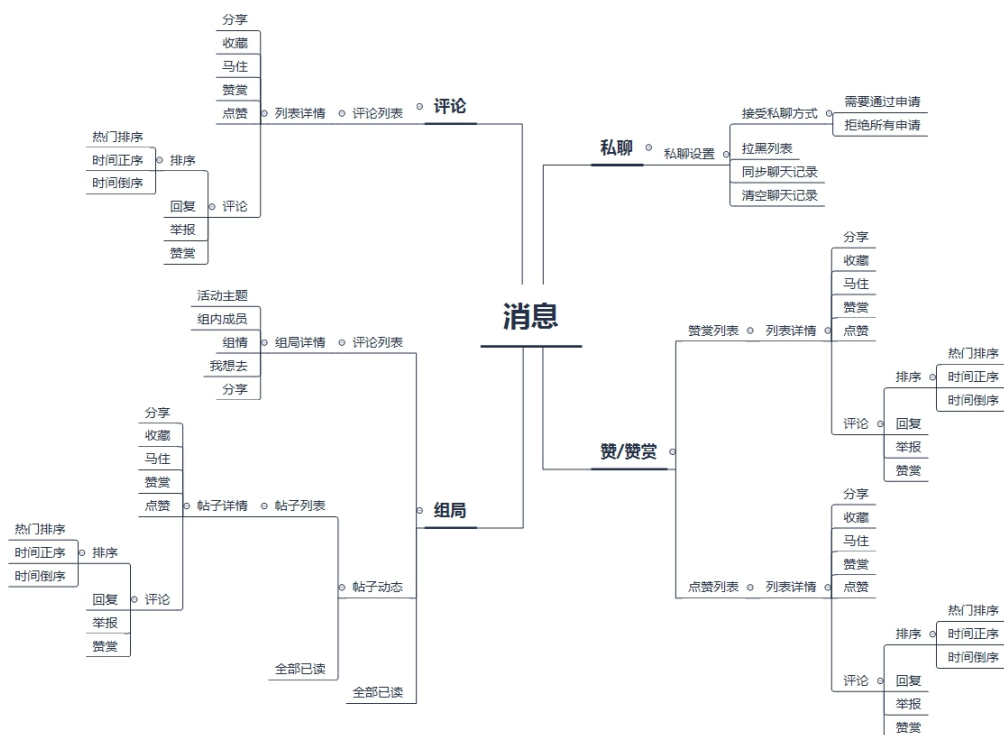 消息
评论
评论列表
列表详情
分享
收藏
马住
赞赏
点赞
评论
排序
热门排序
时间正序
时间倒序
回复
举报
赞赏
组局
评论列表
组局详情
活动主题
组内成员
组情
我想去
分享
帖子动态
帖子列表
帖子详情
分享
收藏
马住
赞赏
点赞
评论
排序
热门排序
时间正序
时间倒序
回复
举报
赞赏
全部已读
全部已读
私聊
私聊设置
接受私聊方式
需要通过申请
拒绝所有申请
拉黑列表
同步聊天记录
清空聊天记录
赞/赞赏
赞赏列表
列表详情
分享
收藏
马住
赞赏
点赞
评论
排序
热门排序
时间正序
时间倒序
回复
举报
赞赏
点赞列表
列表详情
分享
收藏
马住
赞赏
点赞
评论
排序
热门排序
时间正序
时间倒序
回复
举报
赞赏